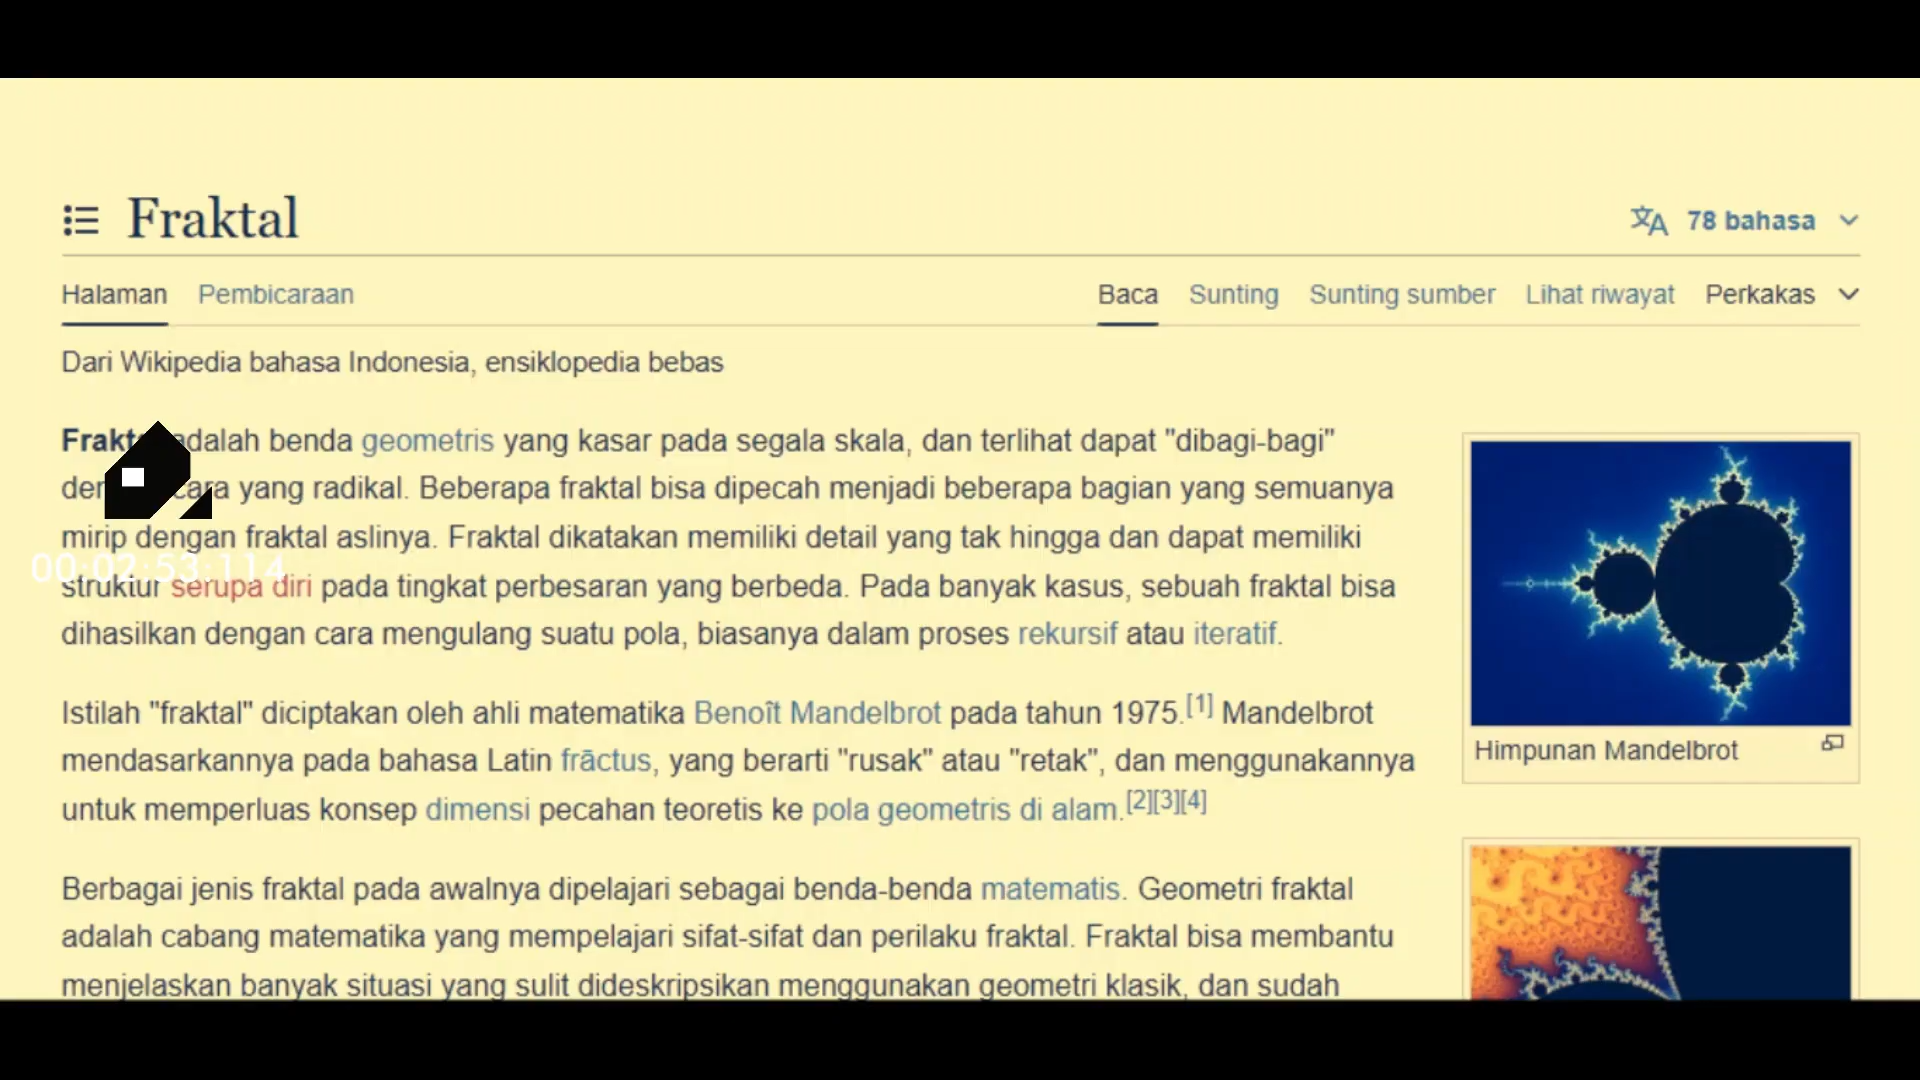 Fraktal
78 bahasa
Halaman Pembicaraan Baca Sunting Sunting sumber Lihat riwayat Perkakas
Dari Wikipedia bahasa Indonesia, ensiklopedia bebas
adalah benda geometris yang kasar pada segala skala, dan terlihat dapat "dibagi-bagi"
yang radikal. Beberapa fraktal bisa dipecah menjadi beberapa bagian yang semuanya
mirip dengan fraktal aslinya. Fraktal dikatakan memiliki detail yang tak hingga dan dapat memiliki
00:02:53:114
struktur serupa diri pada tingkat perbesaran yang berbeda. Pada banyak kasus, sebuah fraktal bisa
dihasilkan dengan cara mengulang suatu pola, biasanya dalam proses rekursif atau iteratif.
Istilah "fraktal" diciptakan oleh ahli matematika Benoît Mandelbrot pada tahun 1975.[1] Mandelbrot
mendasarkannya pada bahasa Latin frāctus, yang berarti "rusak" atau "retak", dan menggunakannya
untuk memperluas konsep dimensi pecahan teoretis ke pola geometris di alam.[2][3][4]
Berbagai jenis fraktal pada awalnya dipelajari sebagai benda-benda matematis. Geometri fraktal
adalah cabang matematika yang mempelajari sifat-sifat dan perilaku fraktal. Fraktal bisa membantu
menjelaskan banyak situasi yang sulit dideskripsikan menggunakan geometri klasik, dan sudah
Himpunan Mandelbrot